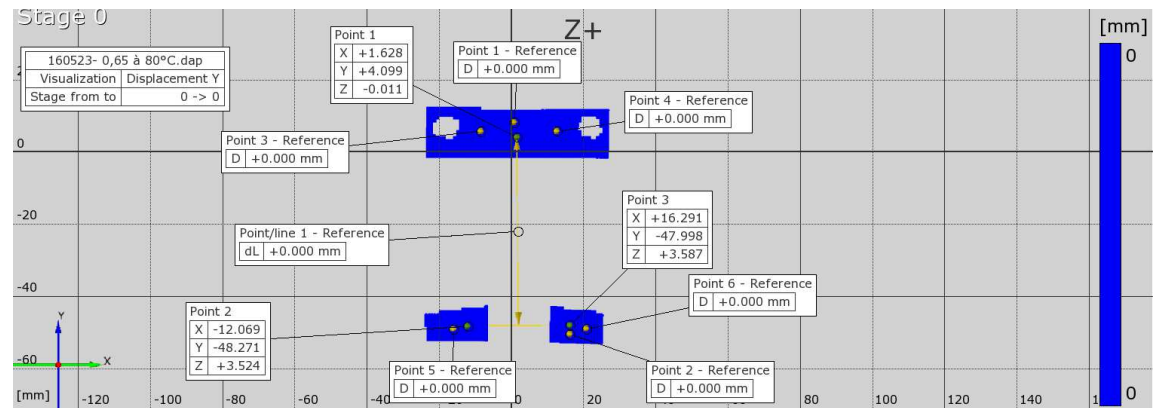 Stage 0
Z+
[mm]
160523- 0,65 à 80°C.dap
Visualization Displacement Y
Stage from to 0 -> 0
Point 1
X +1.628
Y +4.099
Z -0.011
Point 1 - Reference
D +0.000 mm
Point 4 - Reference
D +0.000 mm
Point 3 - Reference
D +0.000 mm
0
0
-20
Point/line 1 - Reference
dL +0.000 mm
Point 3
X +16.291
Y -47.998
Z +3.587
-40
Point 6 - Reference
D +0.000 mm
Point 2
X -12.069
Y -48.271
Z +3.524
Y
X
-60
Point 5 - Reference
D +0.000 mm
Point 2 - Reference
D +0.000 mm
[mm]
-120 -100 -80 -60 -40 0 20 40 60 80 100 120 140
0